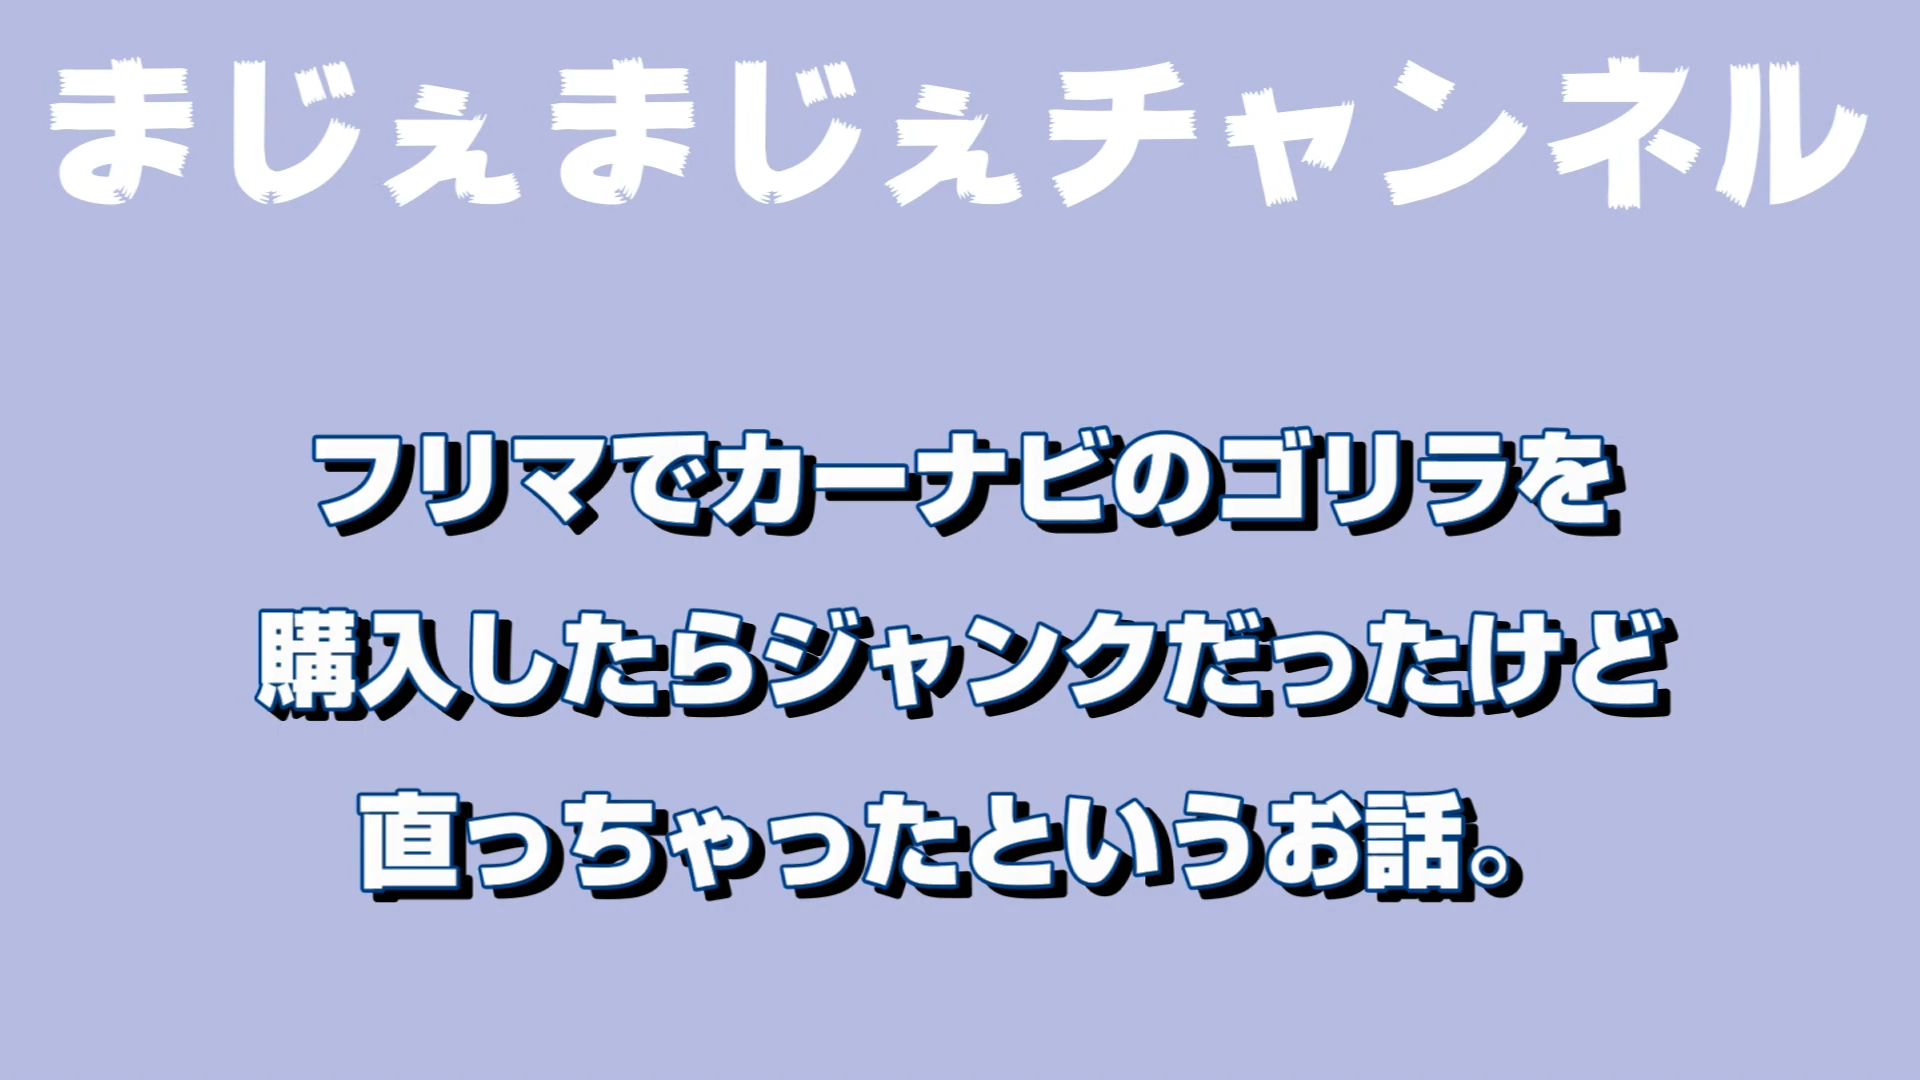 まじぇまじぇチャンネル
フリマでカーナビのゴリラを
購入したらジャンクだったけど
直っちゃったというお話。